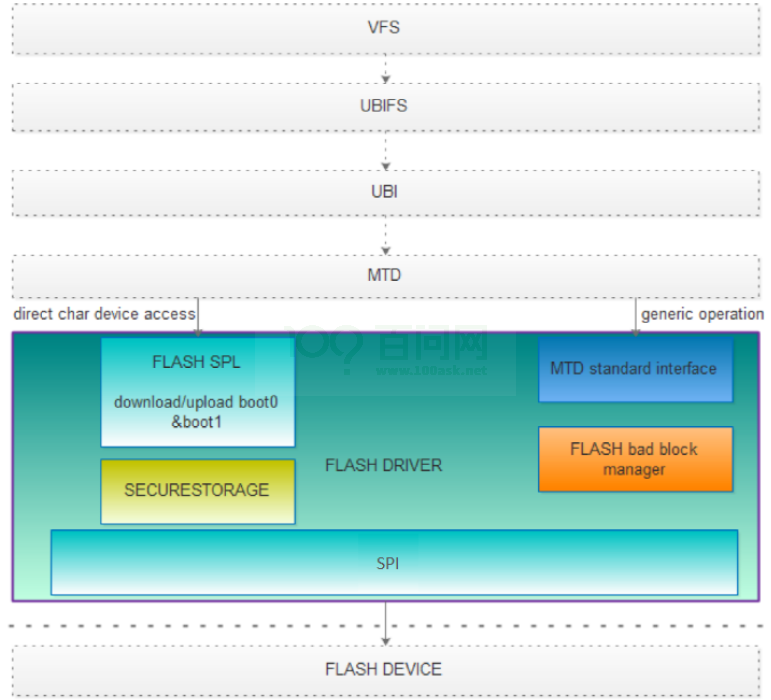 VFS
UBIFS
UBI
MTD
direct char device access
generic operation
100ask 百问网
www.100ask.net
FLASH SPL
download/upload boot0
&boot1
MTD standard interface
FLASH DRIVER
FLASH bad block
manager
SECURESTORAGE
SPI
FLASH DEVICE